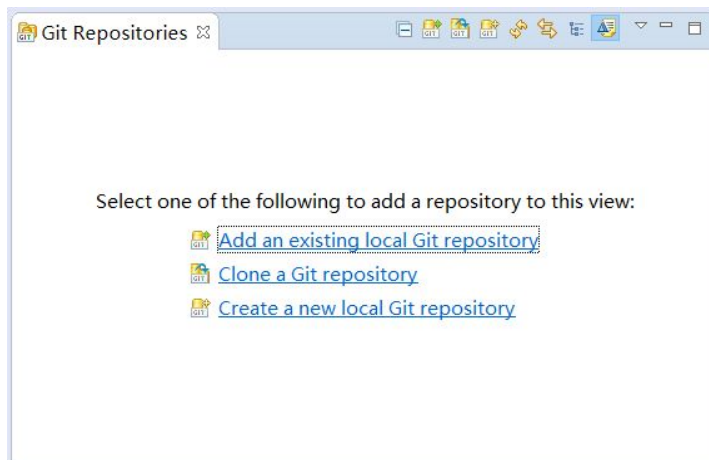 Git Repositories
Select one of the following to add a repository to this view:
Add an existing local Git repository
Clone a Git repository
Create a new local Git repository